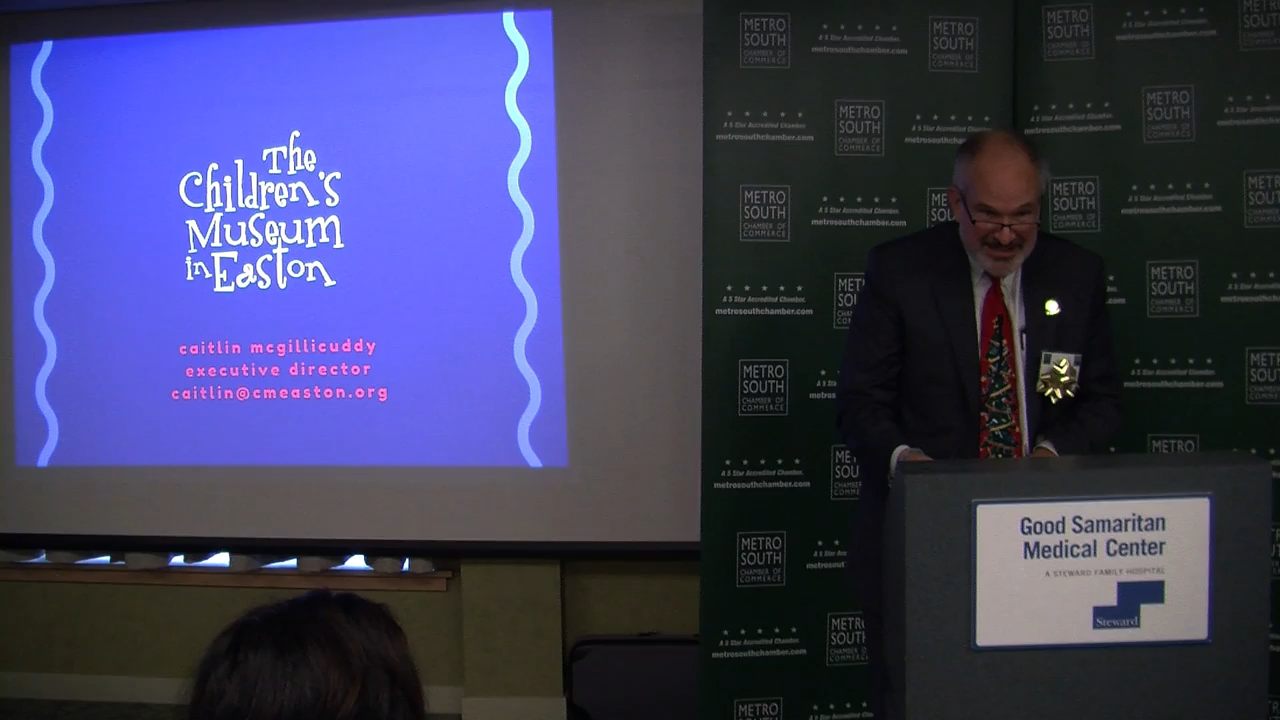 The
Children's
Museum
in Easton
caitlin mcgillicuddy
executive director
caitlin@cmeaston.org
METRO
SOUTH
CHAMBER OF
COMMERCE
A 5 Star Accredited Chamber
metrosouthchamber.com
Good Samaritan
Medical Center
A STEWARD FAMILY HOSPITAL
Steward